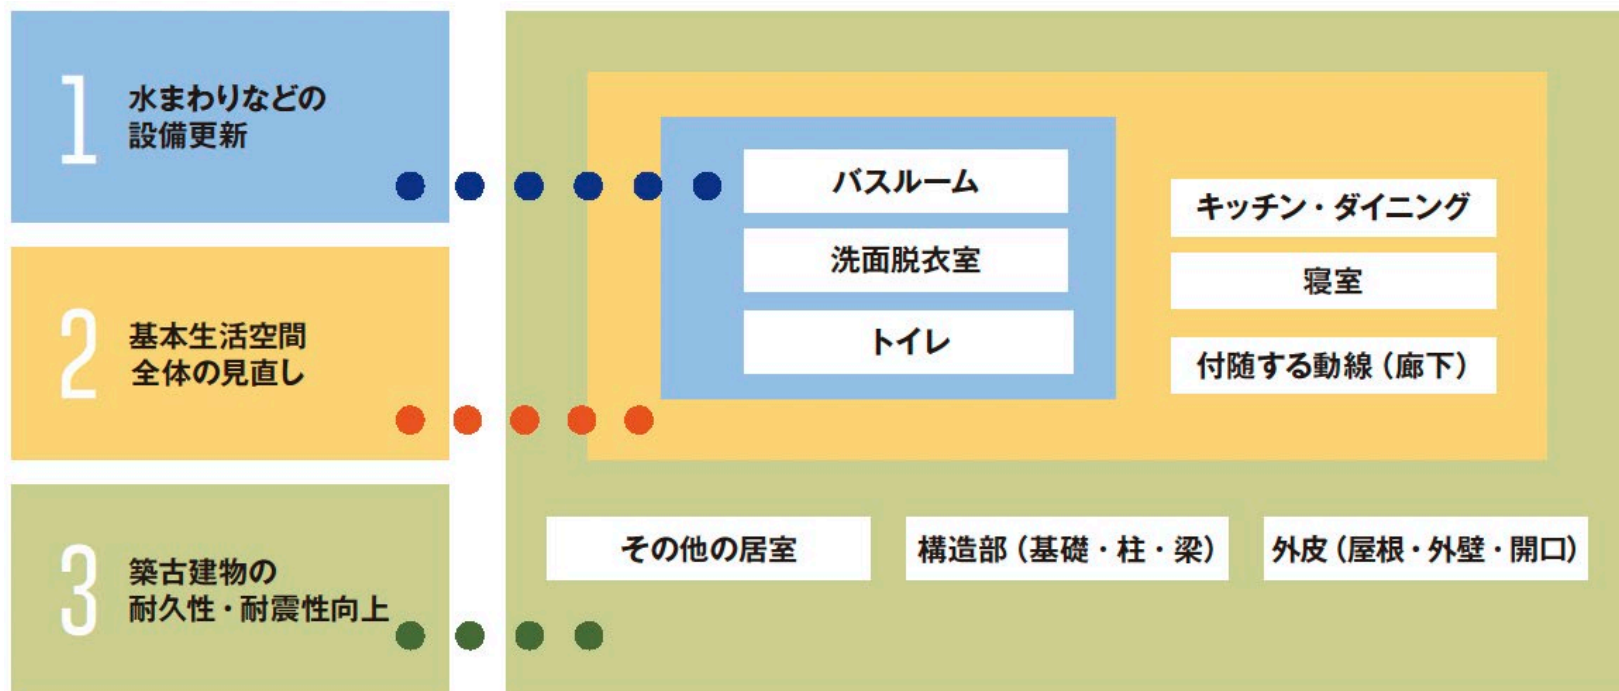 1
水まわりなどの
設備更新
2
基本生活空間
全体の見直し
3
築古建物の
耐久性・耐震性向上
バスルーム
洗面脱衣室
トイレ
キッチン・ダイニング
寝室
付随する動線（廊下）
その他の居室
構造部（基礎・柱・梁）
外皮（屋根・外壁・開口）